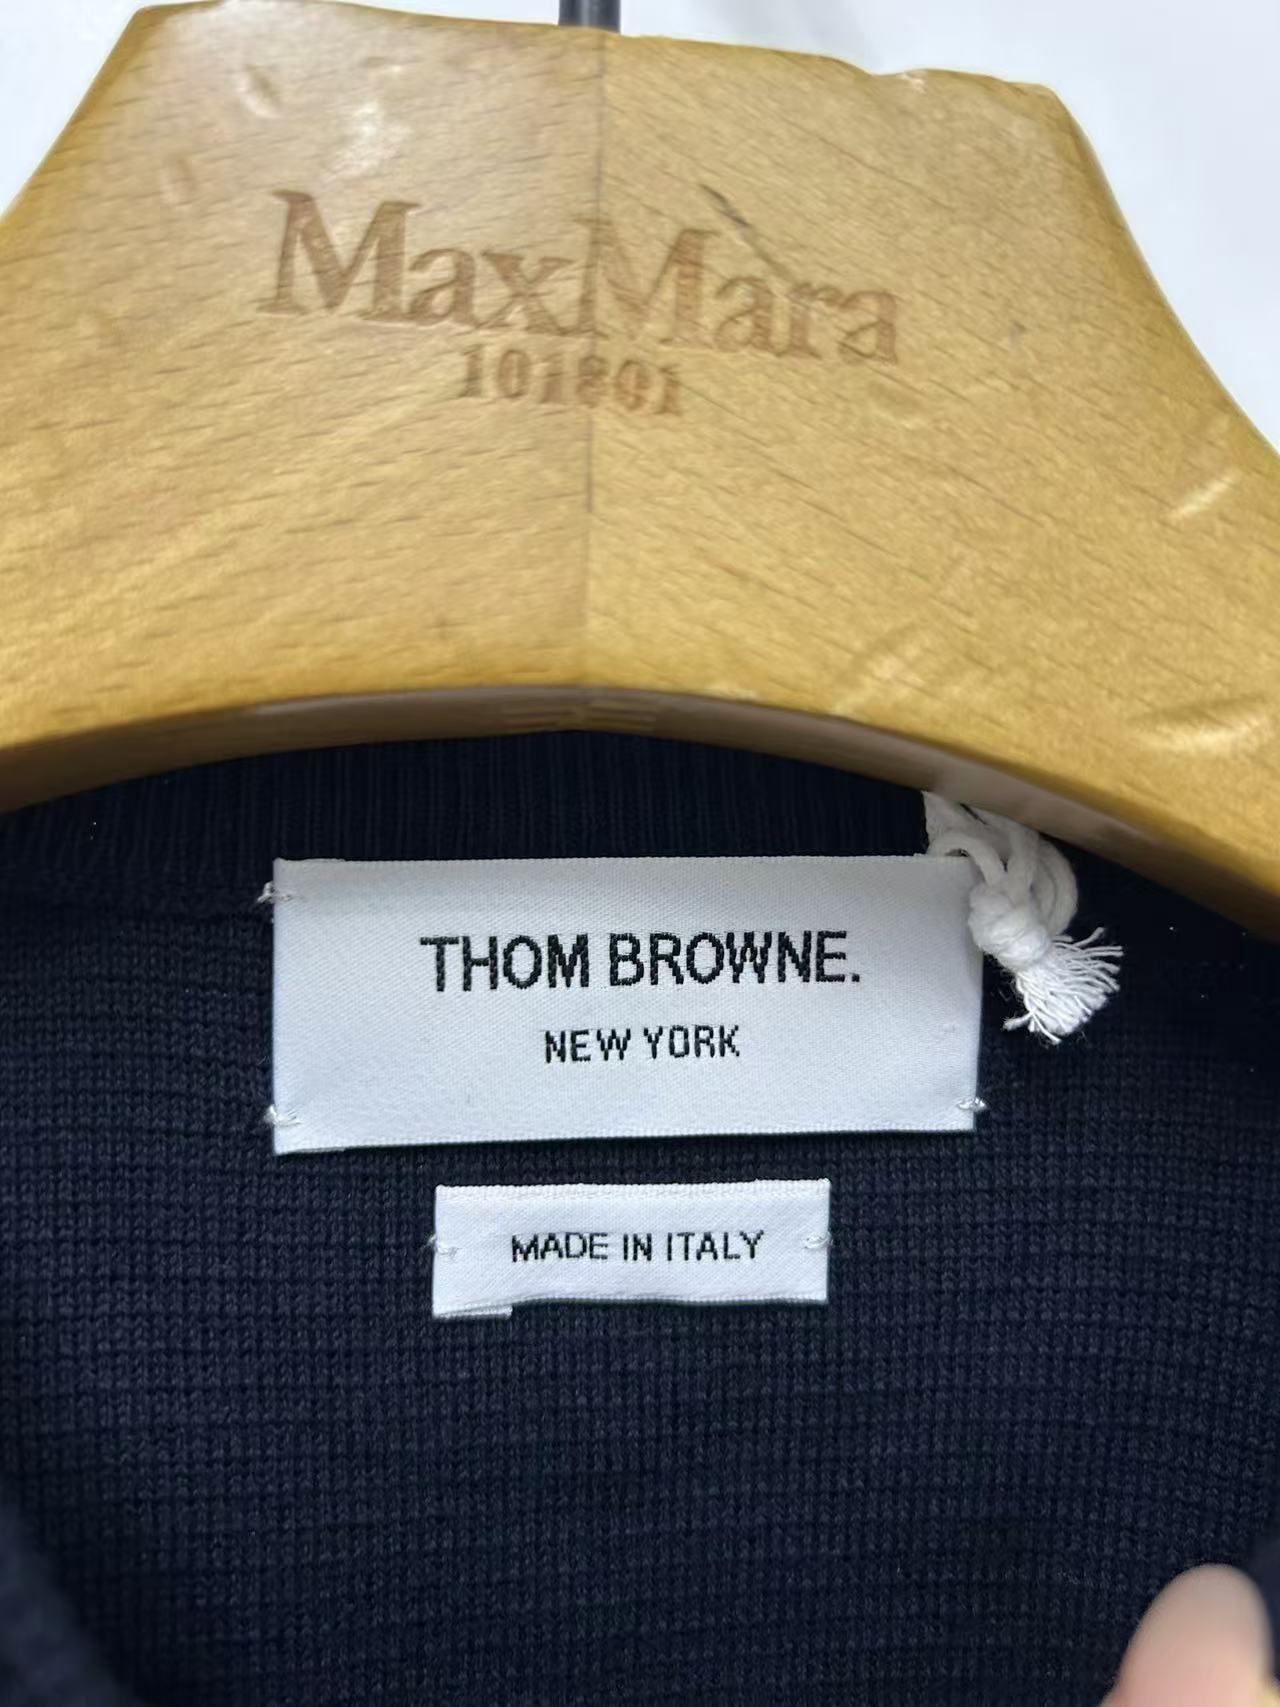 MaxMara
101801
THOM BROWNE.
NEW YORK
MADE IN ITALY